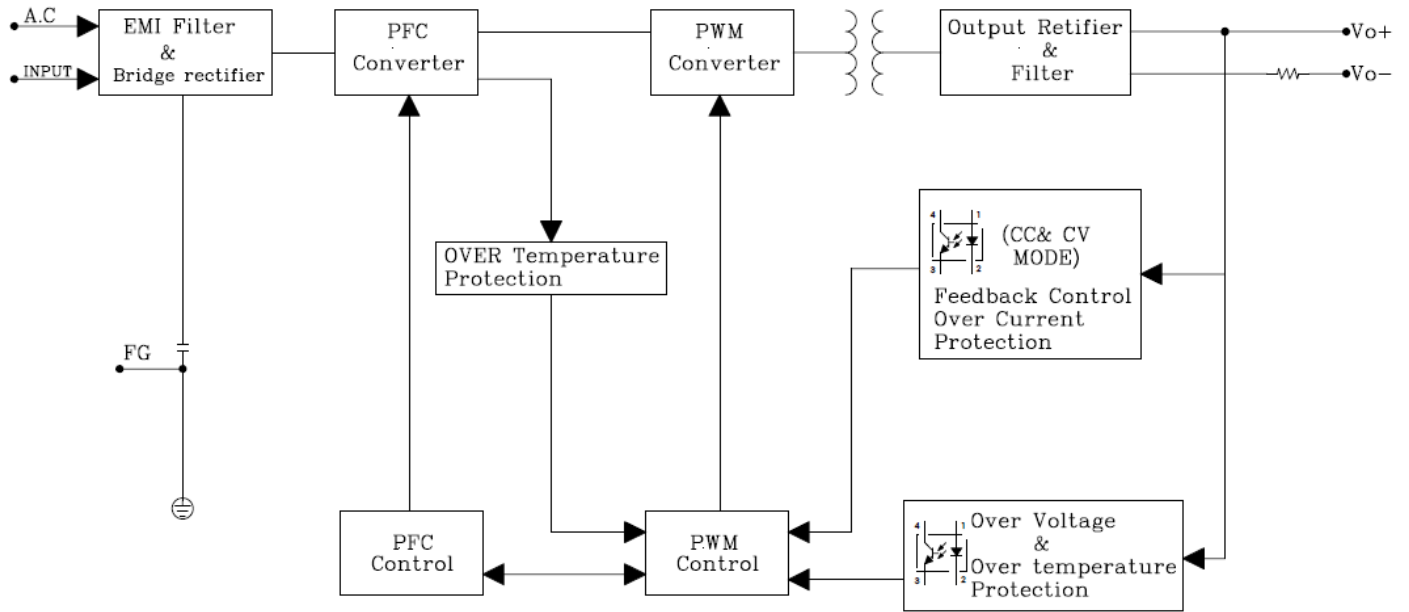 A.C
INPUT
EMI Filter
&
Bridge rectifier
PFC
Converter
PWM
Converter
Output Retifier
&
Filter
Vo+
Vo-
OVER Temperature
Protection
4
1
3
2
(CC& CV
MODE)
Feedback Control
Over Current
Protection
FG
PFC
Control
PWM
Control
4
1
3
2
Over Voltage
&
Over temperature
Protection